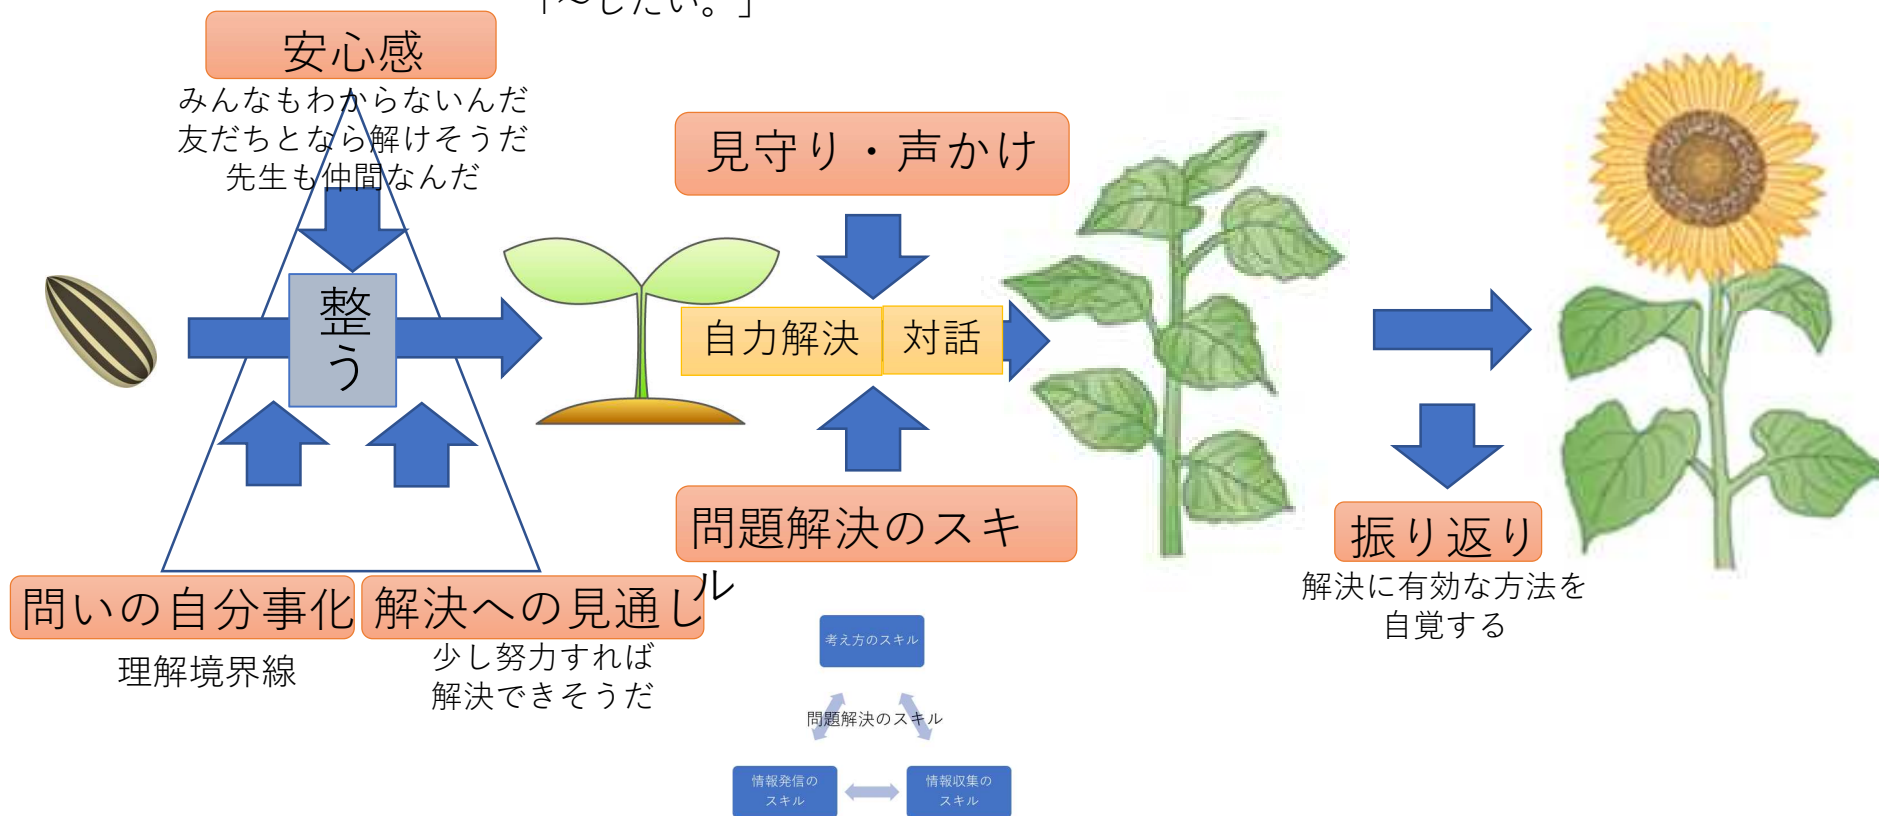 「～したい。」
安心感
みんなもわからないんだ
友だちとなら解けそうだ
先生も仲間なんだ
整
う
見守り・声かけ
自力解決
対話
問題解決のスキ
ル
問いの自分事化
理解境界線
解決への見通し
少し努力すれば
解決できそうだ
振り返り
解決に有効な方法を
自覚する
考え方のスキル
問題解決のスキル
情報発信の
スキル
情報収集の
スキル